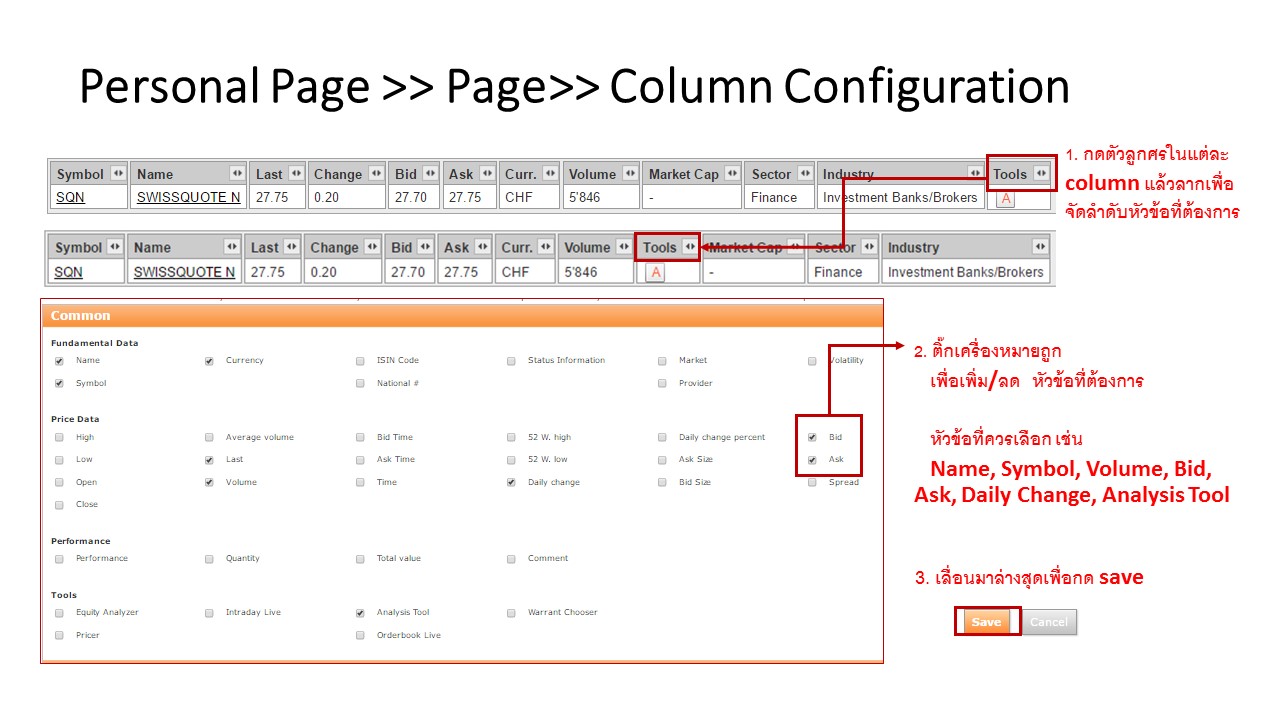 Personal Page >> Page>> Column Configuration
Symbol Name Last Change Bid Ask Curr. Volume Market Cap Sector Industry Tools
SQN SWISSQUOTE N 27.75 0.20 27.70 27.75 CHF 5'846 - Finance Investment Banks/Brokers A
1. กดตัวลูกศรในแต่ละ
column แล้วลากเพื่อ
จัดลำดับหัวข้อที่ต้องการ
Symbol Name Last Change Bid Ask Curr. Volume Tools Market Cap Sector Industry
SQN SWISSQUOTE N 27.75 0.20 27.70 27.75 CHF 5'846 A - Finance Investment Banks/Brokers
Common
Fundamental Data
Name Currency ISIN Code Status Information Market Volatility
Symbol National # Provider
Price Data
High Average volume Bid Time 52 W. high Daily change percent Bid
Low Last Ask Time 52 W. low Ask Size Ask
Open Volume Time Daily change Bid Size Spread
Close
Performance
Performance Quantity Total value Comment
Tools
Equity Analyzer Intraday Live Analysis Tool Warrant Chooser
Pricer Orderbook Live
2. ติ๊กเครื่องหมายถูก
เพื่อเพิ่ม/ลด หัวข้อที่ต้องการ
หัวข้อที่ควรเลือก เช่น
Name, Symbol, Volume, Bid,
Ask, Daily Change, Analysis Tool
3. เลื่อนมาล่างสุดเพื่อกด save
Save Cancel